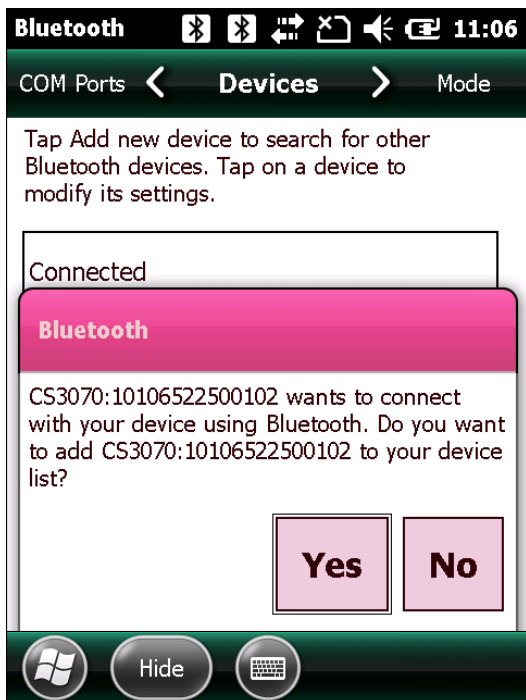 Bluetooth 11:06
COM Ports Devices Mode
Tap Add new device to search for other
Bluetooth devices. Tap on a device to
modify its settings.
Connected
Bluetooth
CS3070:10106522500102 wants to connect
with your device using Bluetooth. Do you want
to add CS3070:10106522500102 to your device
list?
Yes No
Hide